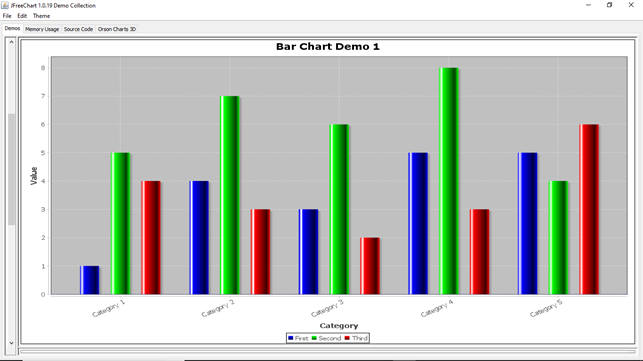 JFreeChart 1.0.19 Demo Collection
File Edit Theme
Demos Memory Usage Source Code Orson Charts 3D
Bar Chart Demo 1
8
7
6
5
4
3
2
1
0
Value
Category 1 Category 2 Category 3 Category 4 Category 5
Category
First Second Third